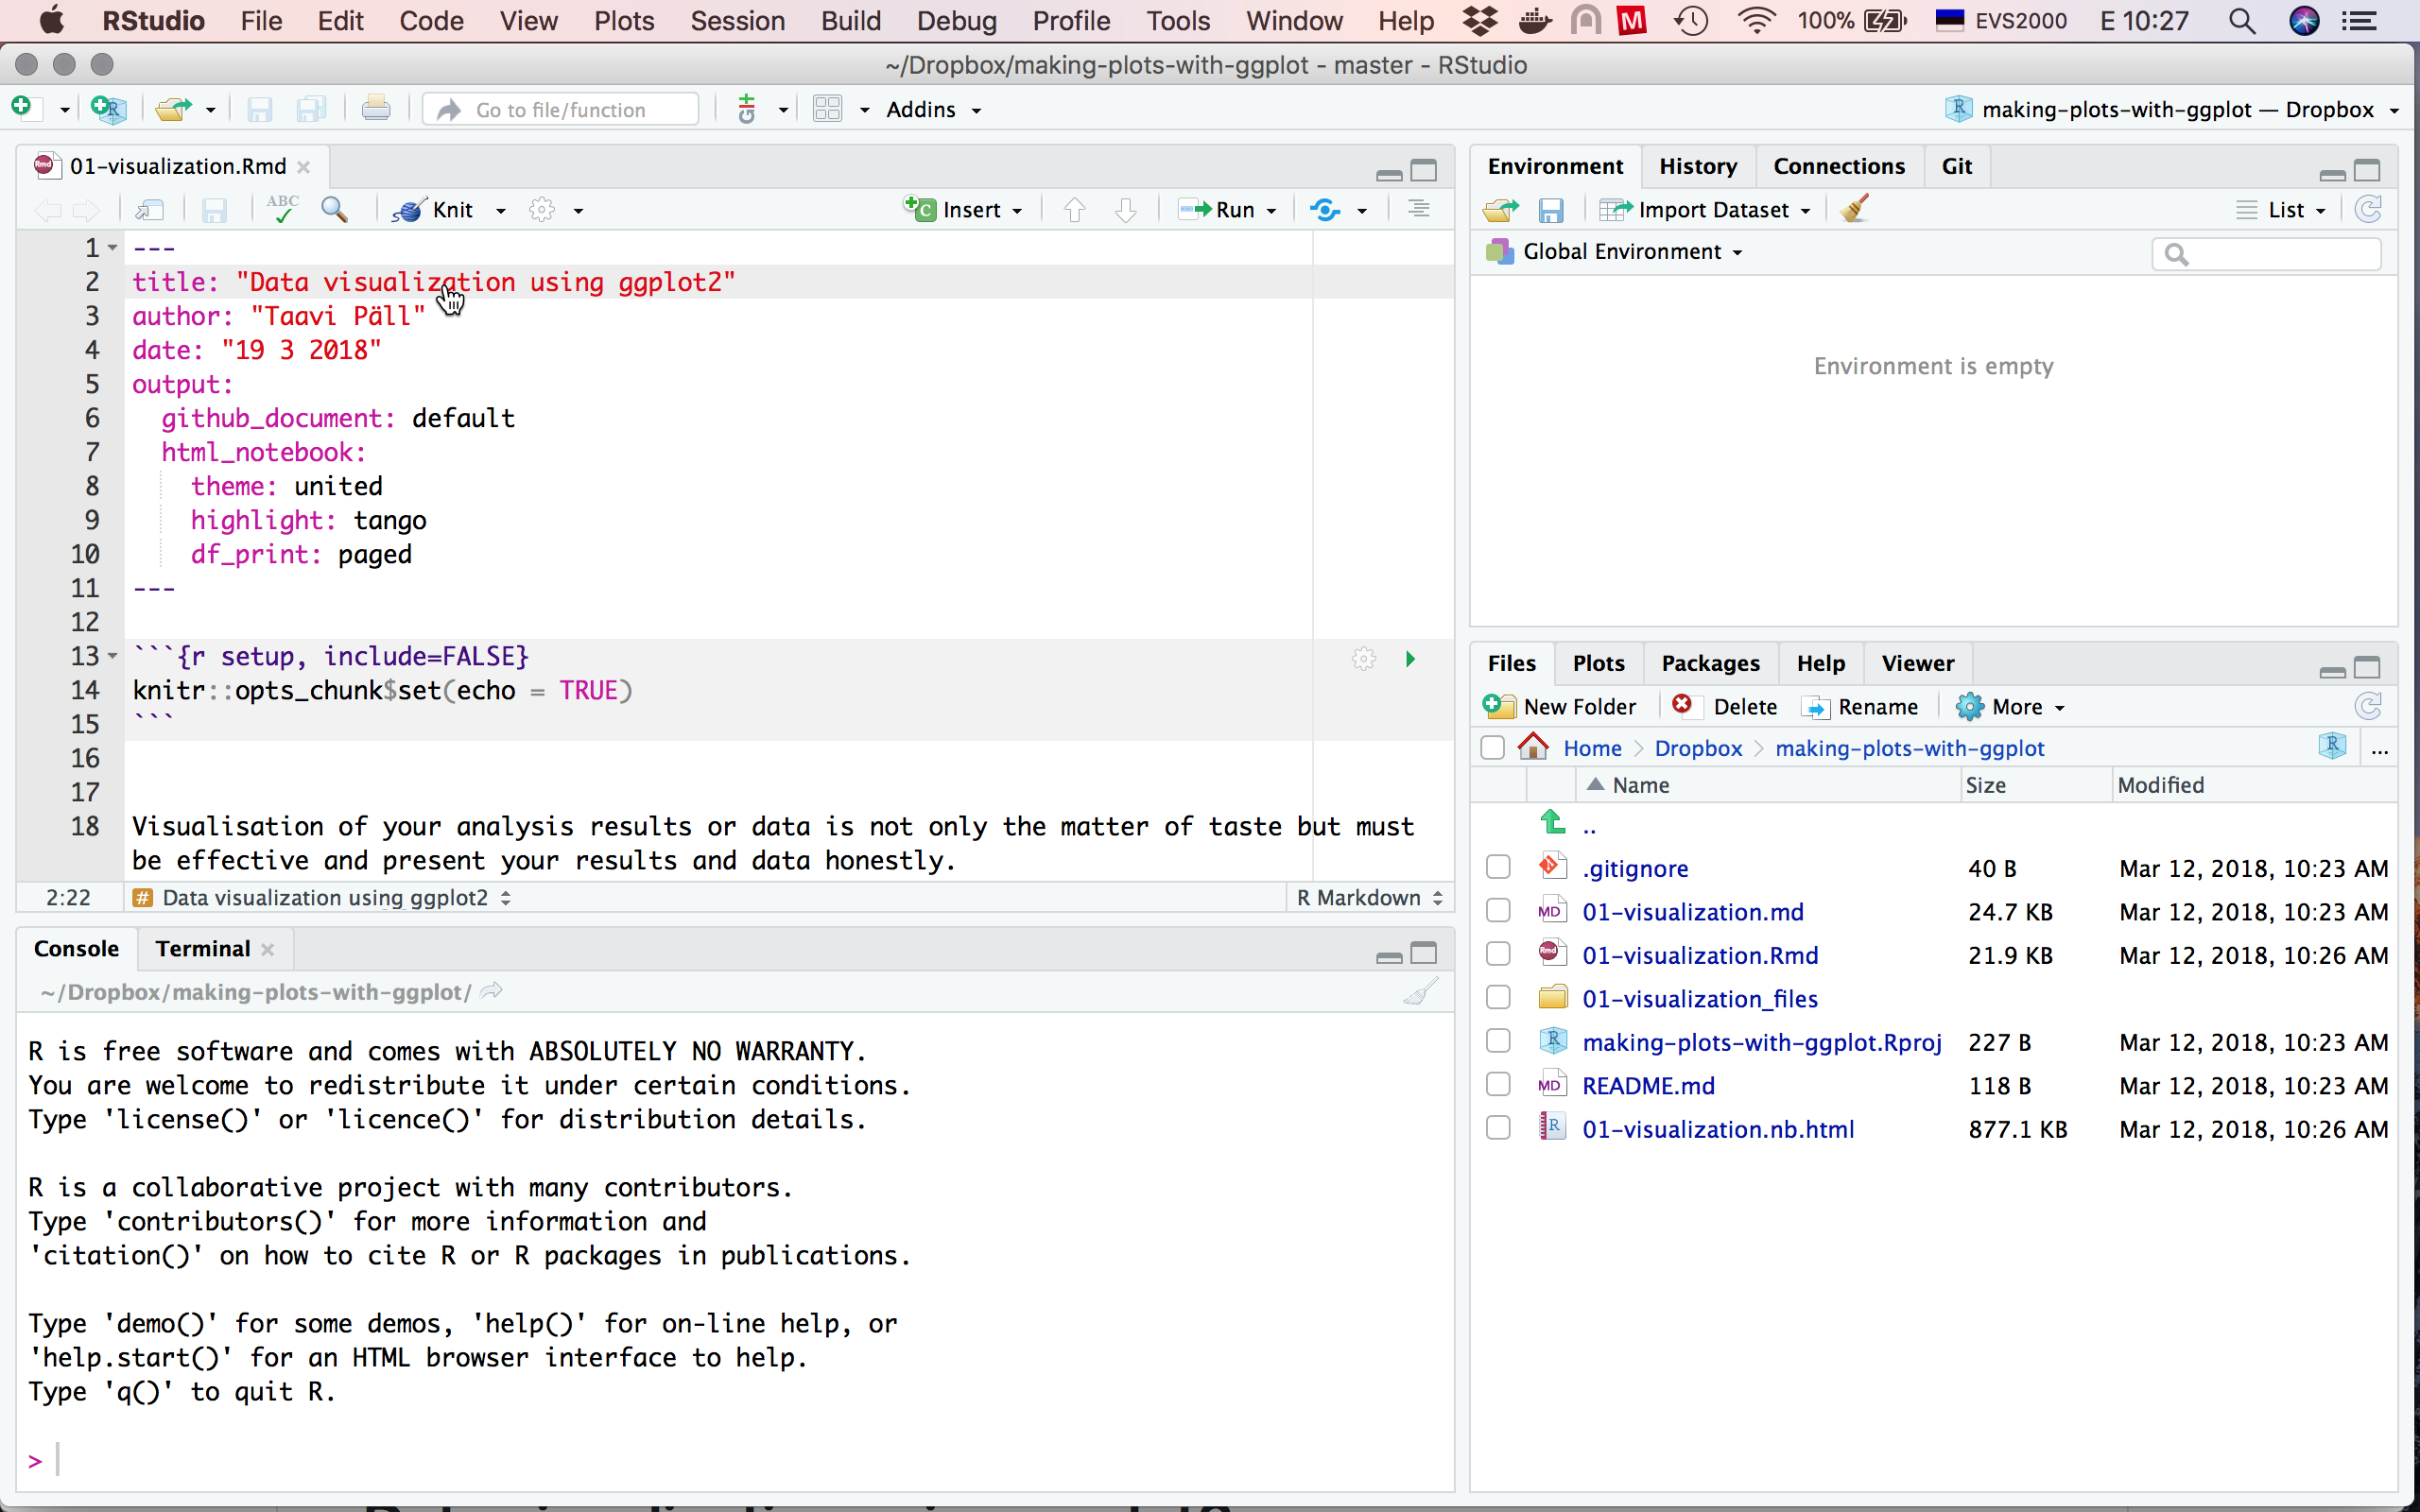 RStudio File Edit Code View Plots Session Build Debug Profile Tools Window Help M 100% EVS2000 E 10:27
~/Dropbox/making-plots-with-ggplot - master - RStudio
Go to file/function Addins making-plots-with-ggplot — Dropbox
01-visualization.Rmd
ABC Knit Insert Run
1 ---
2 title: "Data visualization using ggplot2"
3 author: "Taavi Päll"
4 date: "19 3 2018"
5 output:
6 github_document: default
7 html_notebook:
8 theme: united
9 highlight: tango
10 df_print: paged
11 ---
12
13 ```{r setup, include=FALSE}
14 knitr::opts_chunk$set(echo = TRUE)
15 ```
16
17
18 Visualisation of your analysis results or data is not only the matter of taste but must
be effective and present your results and data honestly.
2:22 # Data visualization using ggplot2 R Markdown
Console Terminal
~/Dropbox/making-plots-with-ggplot/
R is free software and comes with ABSOLUTELY NO WARRANTY.
You are welcome to redistribute it under certain conditions.
Type 'license()' or 'licence()' for distribution details.
R is a collaborative project with many contributors.
Type 'contributors()' for more information and
'citation()' on how to cite R or R packages in publications.
Type 'demo()' for some demos, 'help()' for on-line help, or
'help.start()' for an HTML browser interface to help.
Type 'q()' to quit R.
>
Environment History Connections Git
Import Dataset List
Global Environment
Environment is empty
Files Plots Packages Help Viewer
New Folder Delete Rename More
Home Dropbox making-plots-with-ggplot ...
Name Size Modified
..
.gitignore 40 B Mar 12, 2018, 10:23 AM
01-visualization.md 24.7 KB Mar 12, 2018, 10:23 AM
01-visualization.Rmd 21.9 KB Mar 12, 2018, 10:26 AM
01-visualization_files
making-plots-with-ggplot.Rproj 227 B Mar 12, 2018, 10:23 AM
README.md 118 B Mar 12, 2018, 10:23 AM
01-visualization.nb.html 877.1 KB Mar 12, 2018, 10:26 AM